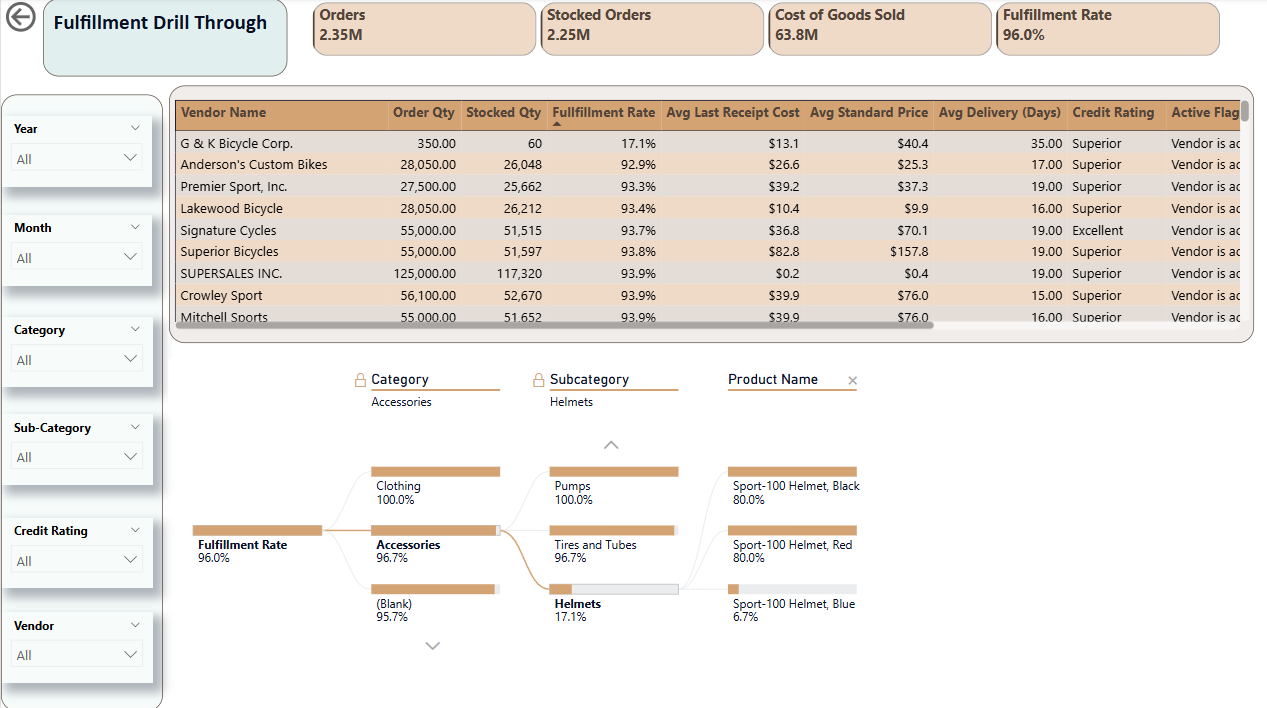 Fulfillment Drill Through
Orders
2.35M
Stocked Orders
2.25M
Cost of Goods Sold
63.8M
Fulfillment Rate
96.0%
Year
All
Month
All
Category
All
Sub-Category
All
Credit Rating
All
Vendor
All
Vendor Name Order Qty Stocked Qty Fullfillment Rate Avg Last Receipt Cost Avg Standard Price Avg Delivery (Days) Credit Rating Active Flag
G & K Bicycle Corp. 350.00 60 17.1% $13.1 $40.4 35.00 Superior Vendor is ac
Anderson's Custom Bikes 28,050.00 26,048 92.9% $26.6 $25.3 17.00 Superior Vendor is ac
Premier Sport, Inc. 27,500.00 25,662 93.3% $39.2 $37.3 19.00 Superior Vendor is ac
Lakewood Bicycle 28,050.00 26,212 93.4% $10.4 $9.9 16.00 Superior Vendor is ac
Signature Cycles 55,000.00 51,515 93.7% $36.8 $70.1 19.00 Excellent Vendor is ac
Superior Bicycles 55,000.00 51,597 93.8% $82.8 $157.8 19.00 Superior Vendor is ac
SUPERSALES INC. 125,000.00 117,320 93.9% $0.2 $0.4 19.00 Superior Vendor is ac
Crowley Sport 56,100.00 52,670 93.9% $39.9 $76.0 15.00 Superior Vendor is ac
Mitchell Sports 55,000.00 51,652 93.9% $39.9 $76.0 16.00 Superior Vendor is ac
Category Subcategory Product Name
Accessories Helmets
Clothing
100.0%
Pumps
100.0%
Sport-100 Helmet, Black
80.0%
Fulfillment Rate
96.0%
Accessories
96.7%
Tires and Tubes
96.7%
Sport-100 Helmet, Red
80.0%
(Blank)
95.7%
Helmets
17.1%
Sport-100 Helmet, Blue
6.7%